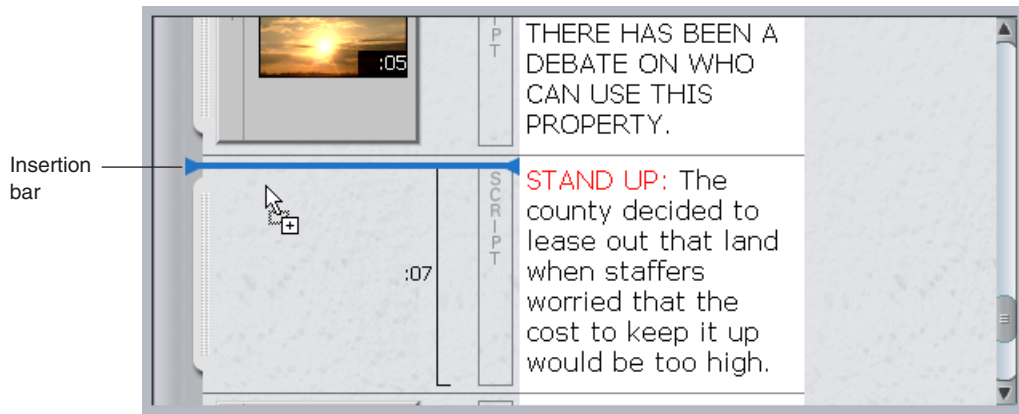 I
P
T
:05
THERE HAS BEEN A
DEBATE ON WHO
CAN USE THIS
PROPERTY.
Insertion
bar
:07
S
C
R
I
P
T
STAND UP: The
county decided to
lease out that land
when staffers
worried that the
cost to keep it up
would be too high.